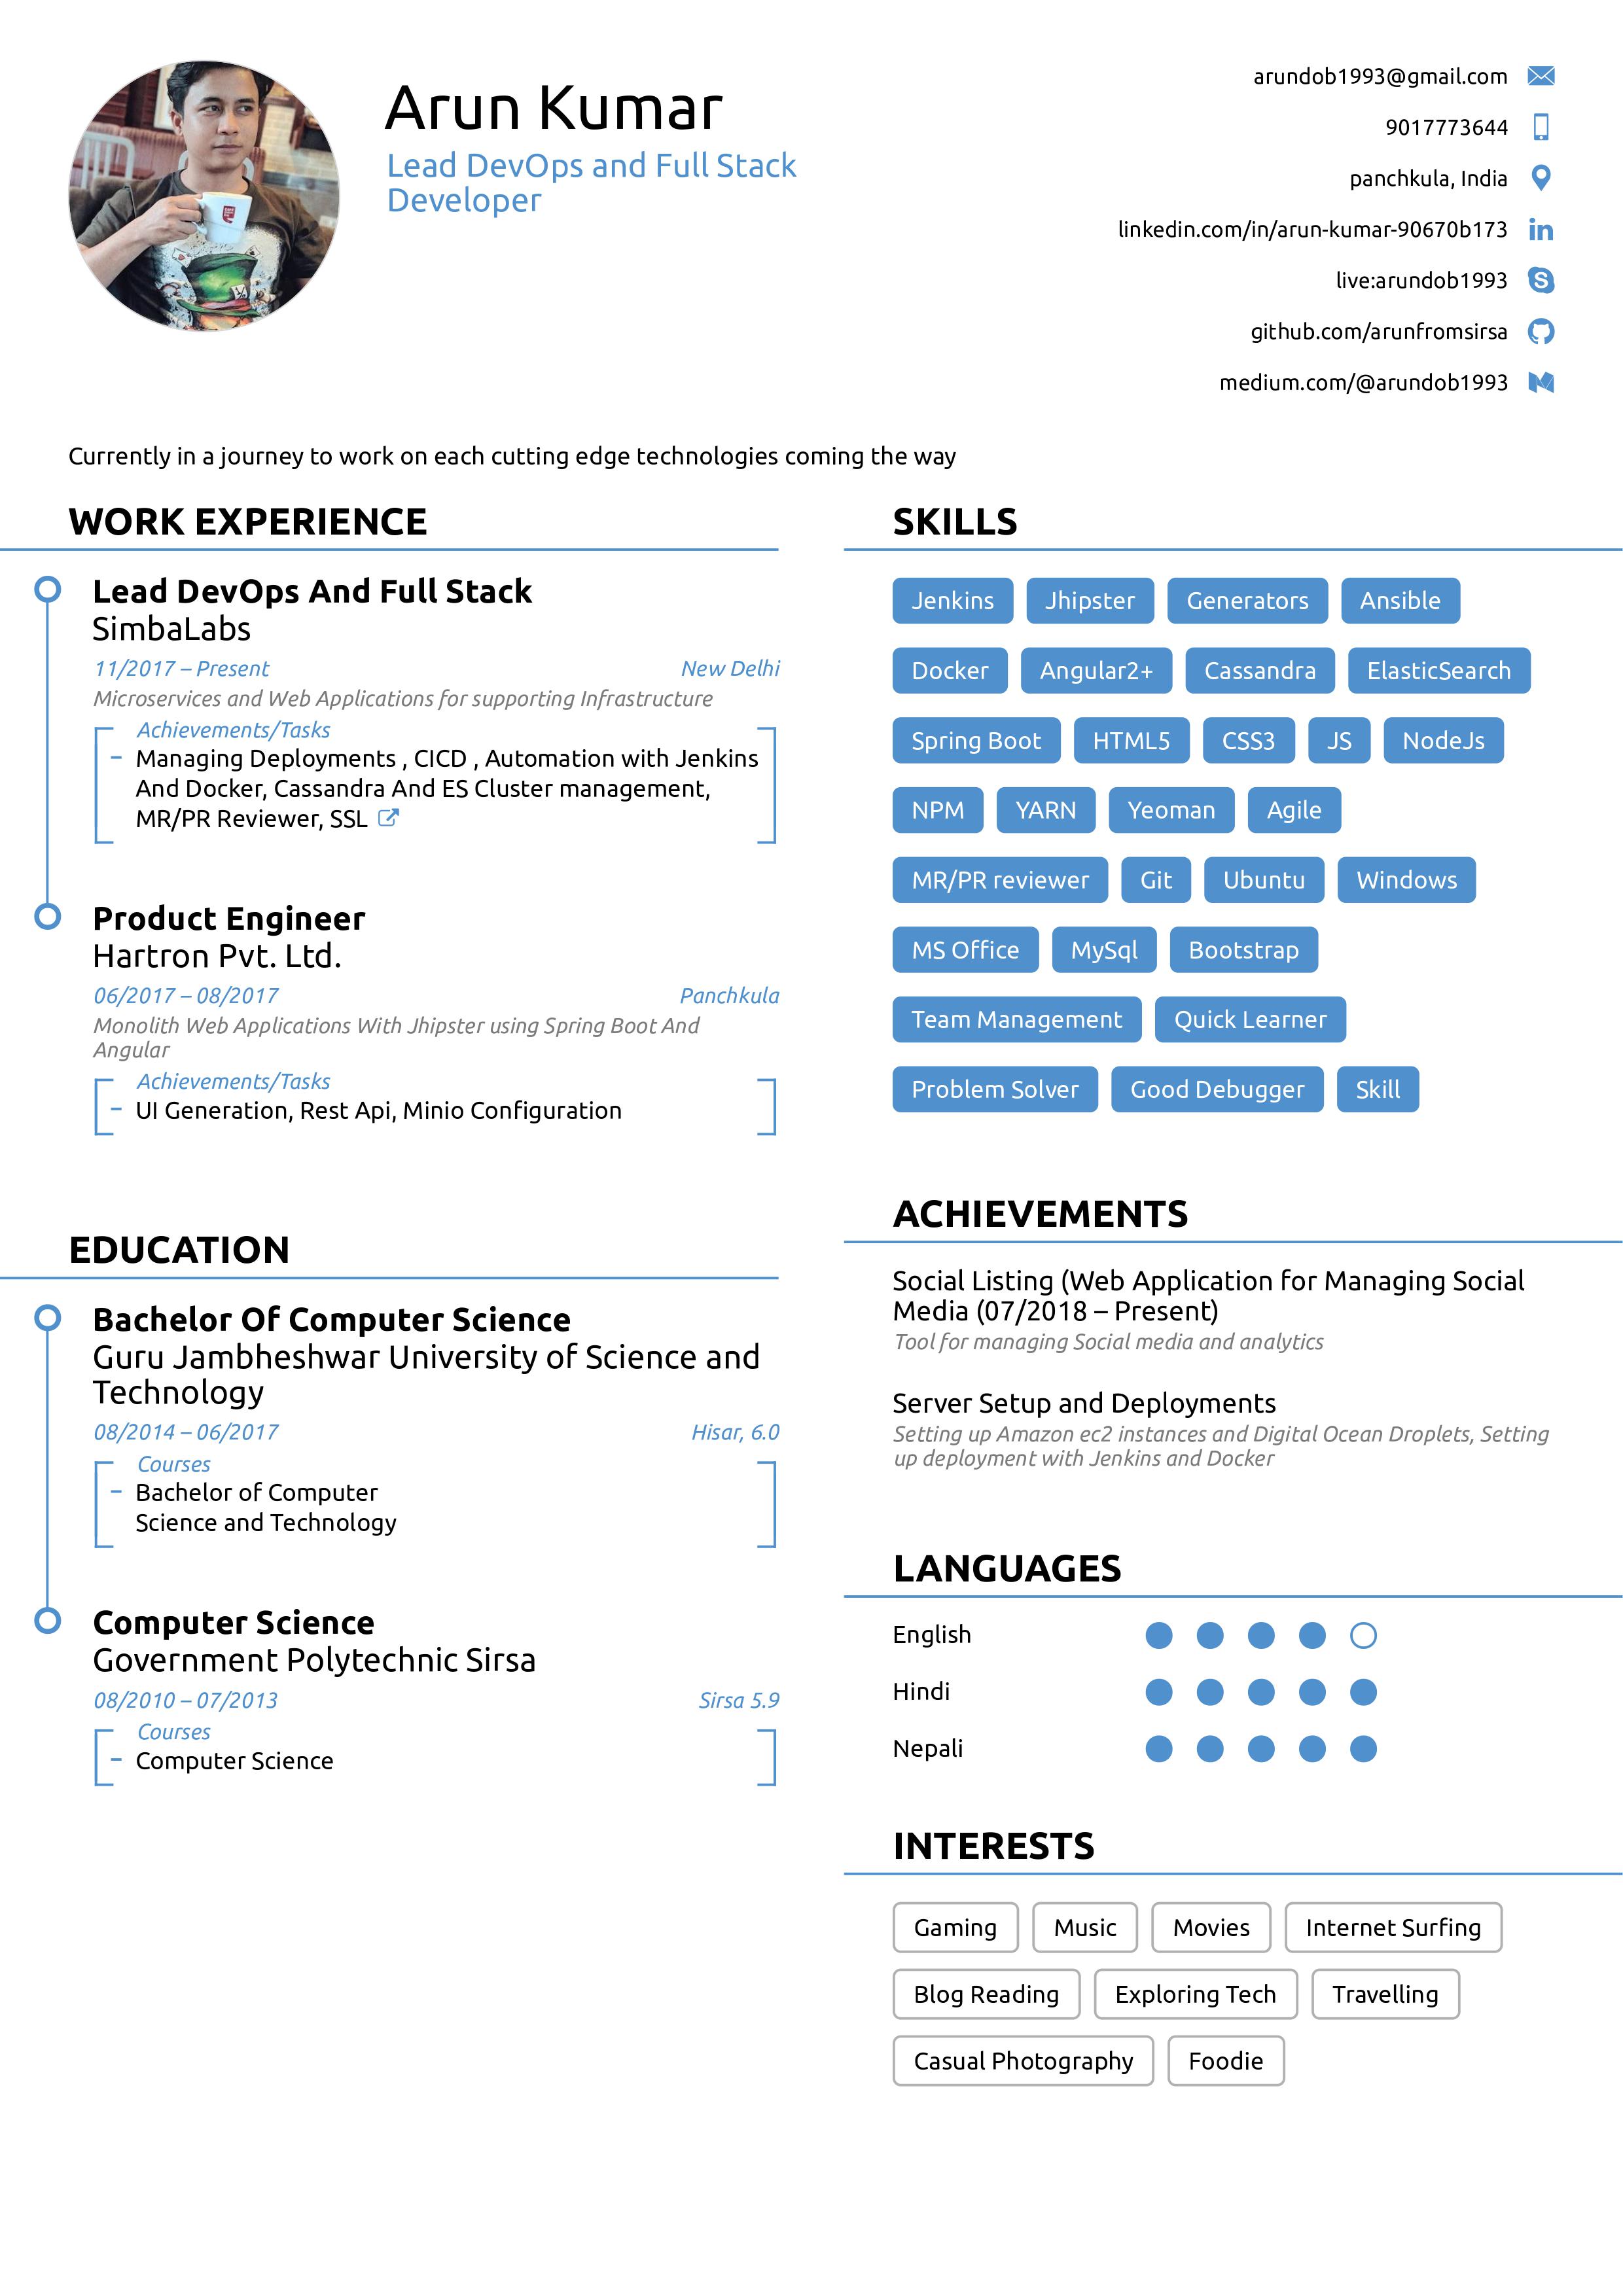 Arun Kumar
Lead DevOps and Full Stack
Developer
arundob1993@gmail.com
9017773644
panchkula, India
linkedin.com/in/arun-kumar-90670b173
live:arundob1993
github.com/arunfromsirsa
medium.com/@arundob1993
Currently in a journey to work on each cutting edge technologies coming the way
WORK EXPERIENCE
Lead DevOps And Full Stack
SimbaLabs
11/2017 – Present New Delhi
Microservices and Web Applications for supporting Infrastructure
Achievements/Tasks
– Managing Deployments , CICD , Automation with Jenkins
And Docker, Cassandra And ES Cluster management,
MR/PR Reviewer, SSL
Product Engineer
Hartron Pvt. Ltd.
06/2017 – 08/2017 Panchkula
Monolith Web Applications With Jhipster using Spring Boot And
Angular
Achievements/Tasks
– UI Generation, Rest Api, Minio Configuration
EDUCATION
Bachelor Of Computer Science
Guru Jambheshwar University of Science and
Technology
08/2014 – 06/2017 Hisar, 6.0
Courses
– Bachelor of Computer
Science and Technology
Computer Science
Government Polytechnic Sirsa
08/2010 – 07/2013 Sirsa 5.9
Courses
– Computer Science
SKILLS
Jenkins Jhipster Generators Ansible
Docker Angular2+ Cassandra ElasticSearch
Spring Boot HTML5 CSS3 JS NodeJs
NPM YARN Yeoman Agile
MR/PR reviewer Git Ubuntu Windows
MS Office MySql Bootstrap
Team Management Quick Learner
Problem Solver Good Debugger Skill
ACHIEVEMENTS
Social Listing (Web Application for Managing Social
Media (07/2018 – Present)
Tool for managing Social media and analytics
Server Setup and Deployments
Setting up Amazon ec2 instances and Digital Ocean Droplets, Setting
up deployment with Jenkins and Docker
LANGUAGES
English
Hindi
Nepali
INTERESTS
Gaming Music Movies Internet Surfing
Blog Reading Exploring Tech Travelling
Casual Photography Foodie